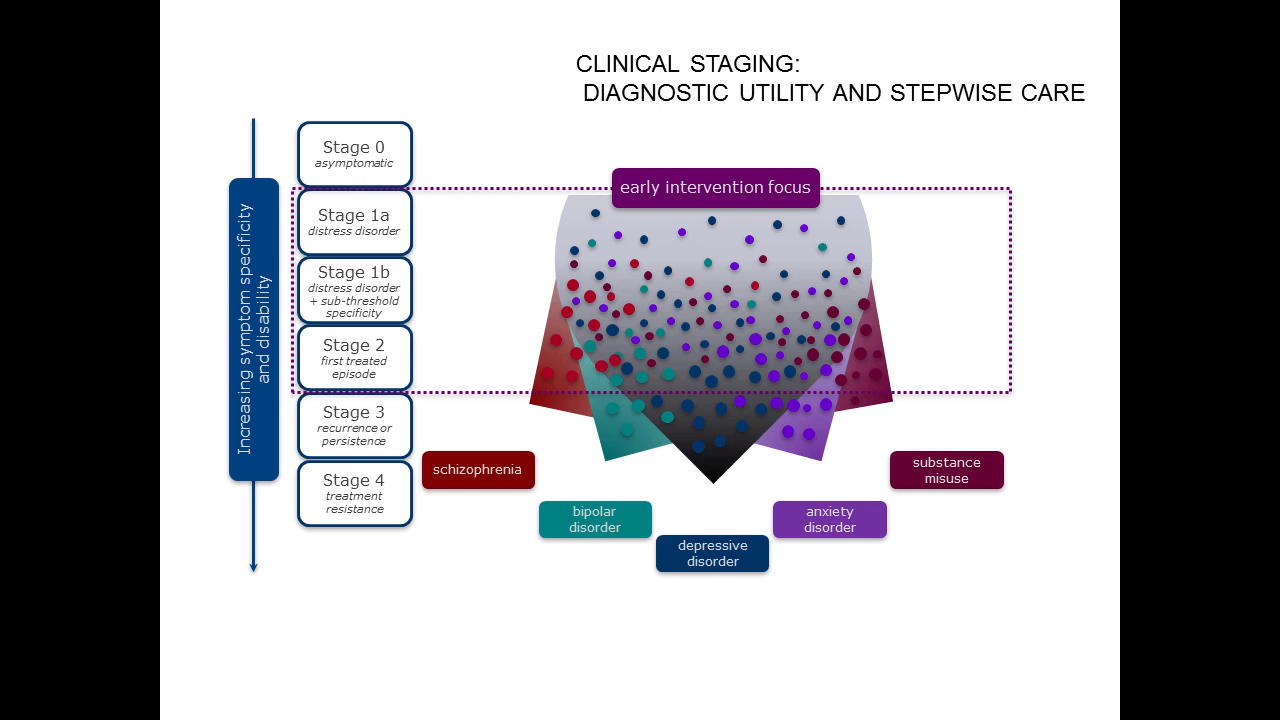 CLINICAL STAGING:
DIAGNOSTIC UTILITY AND STEPWISE CARE
Increasing symptom specificity
and disability
Stage 0
asymptomatic
Stage 1a
distress disorder
Stage 1b
distress disorder
+ sub-threshold
specificity
Stage 2
first treated
episode
Stage 3
recurrence or
persistence
Stage 4
treatment
resistance
early intervention focus
schizophrenia
bipolar
disorder
depressive
disorder
anxiety
disorder
substance
misuse